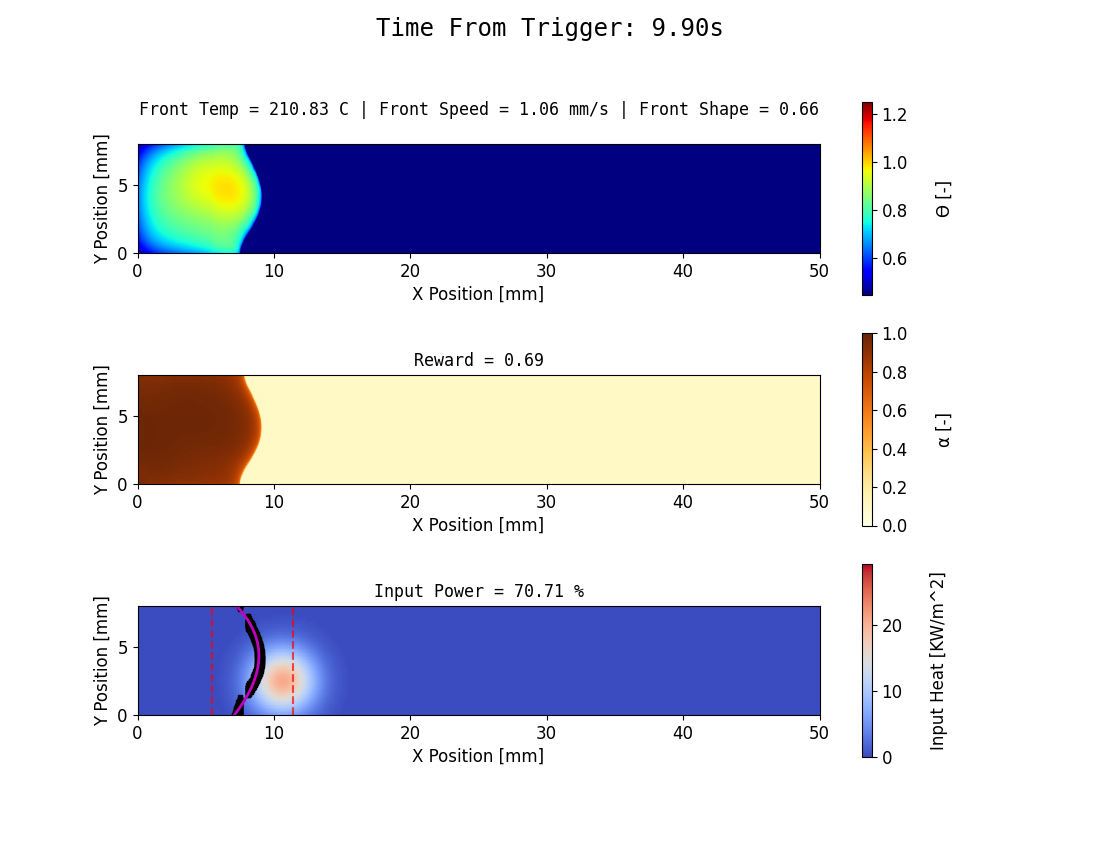 Time From Trigger: 9.90s
Front Temp = 210.83 C | Front Speed = 1.06 mm/s | Front Shape = 0.66
Y Position [mm]
5
0
0 10 20 30 40 50
X Position [mm]
1.2
1.0
0.8
0.6
Θ [-]
Reward = 0.69
Y Position [mm]
5
0
0 10 20 30 40 50
X Position [mm]
1.0
0.8
0.6
0.4
0.2
0.0
α [-]
Input Power = 70.71 %
Y Position [mm]
5
0
0 10 20 30 40 50
X Position [mm]
20
10
0
Input Heat [KW/m^2]